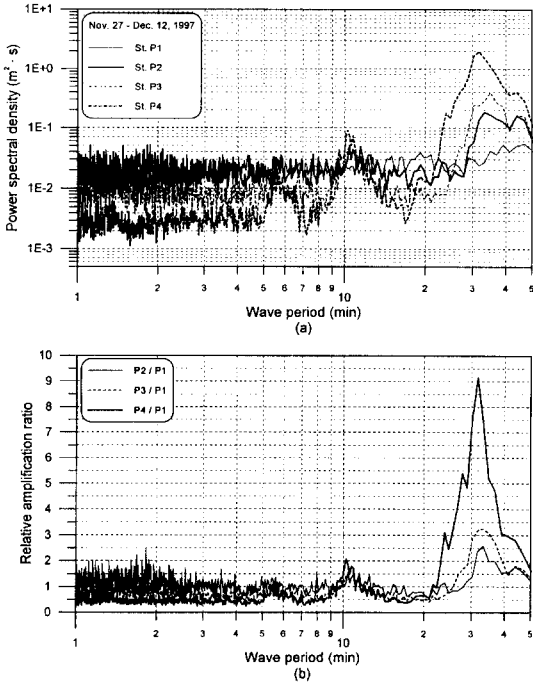 Nov. 27 - Dec. 12, 1997
St. P1
St. P2
St. P3
St. P4
Power spectral density (m² · s)
1E+1
1E+0
1E-1
1E-2
1E-3
1 2 3 4 5 6 7 8 9 10 2 3 4 5
Wave period (min)
(a)
P2 / P1
P3 / P1
P4 / P1
Relative amplification ratio
10
9
8
7
6
5
4
3
2
1
0
1 2 3 4 5 6 7 8 9 10 2 3 4 5
Wave period (min)
(b)